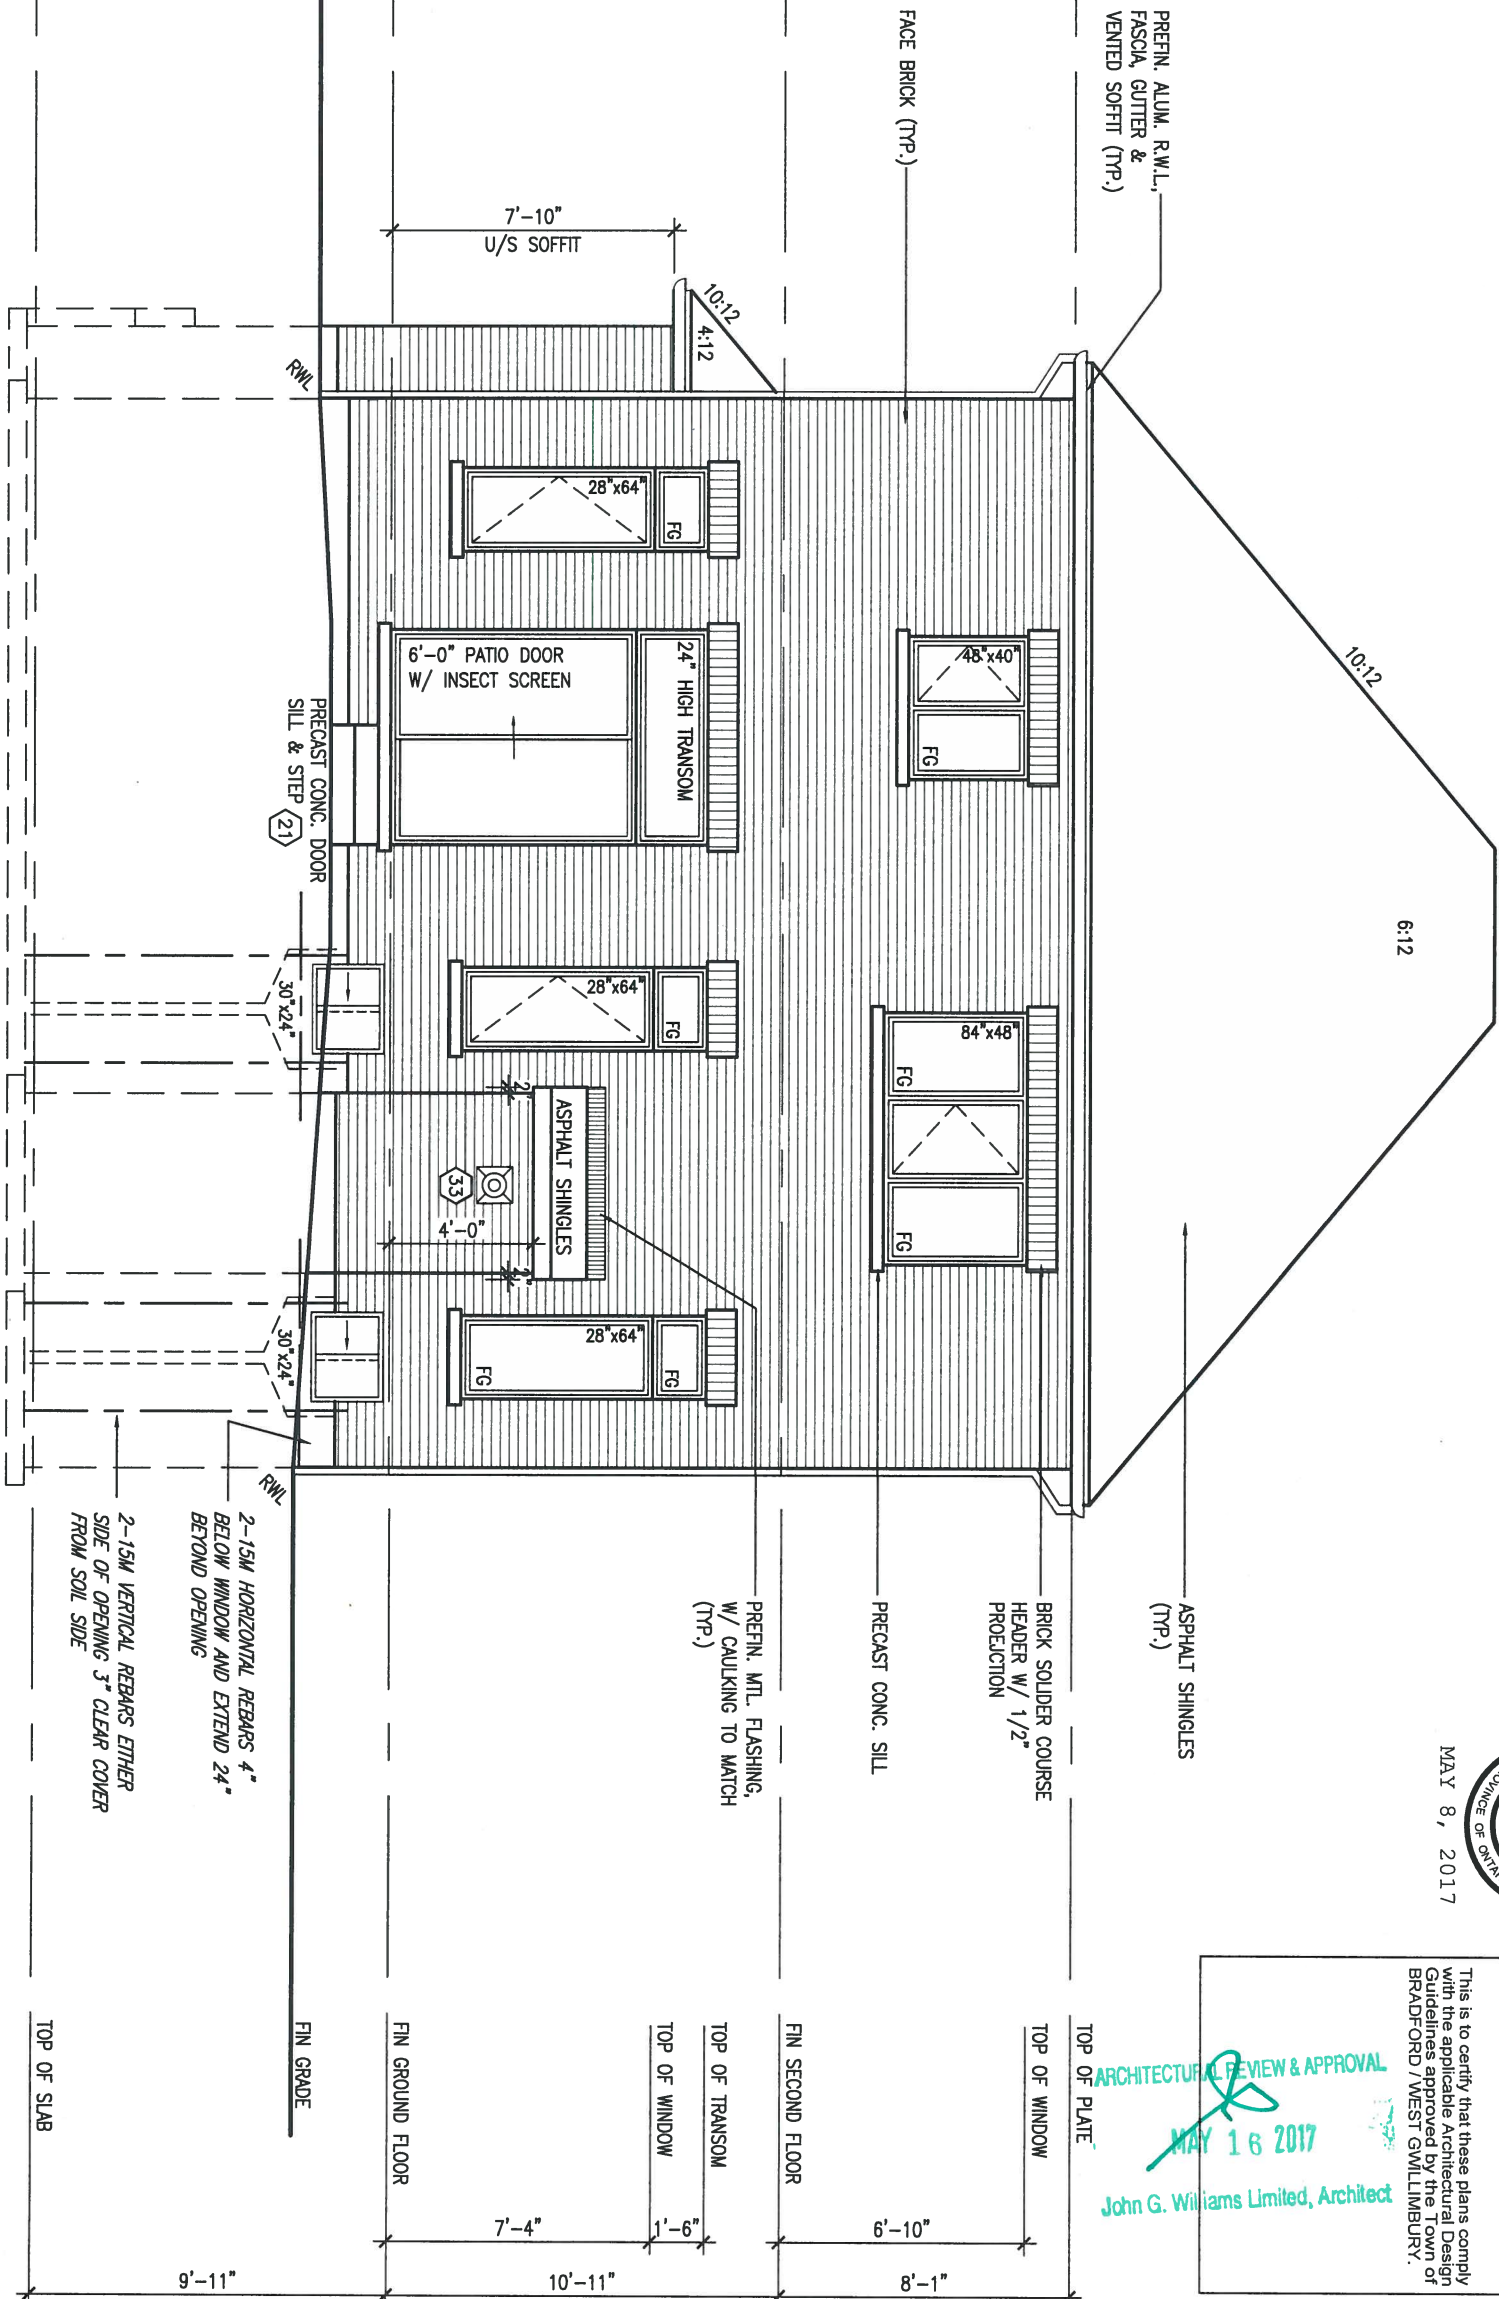 PREFIN. ALUM. R.W.L.,
FASCIA, GUTTER &
VENTED SOFFIT (TYP.)
FACE BRICK (TYP.)
7'-10"
U/S SOFFIT
10:12
4:12
RWL
10:12
6:12
28"x64"
FG
6'-0" PATIO DOOR
W/ INSECT SCREEN
24" HIGH TRANSOM
48"x40"
FG
PRECAST CONC. DOOR
SILL & STEP
21
28"x64"
FG
84"x48"
FG
FG
30"x24"
2"
ASPHALT SHINGLES
33
4'-0"
2"
28"x64"
FG
FG
30"x24"
RWL
ASPHALT SHINGLES
(TYP.)
BRICK SOLIDER COURSE
HEADER W/ 1/2"
PROEJCTION
PRECAST CONC. SILL
PREFIN. MTL. FLASHING,
W/ CAULKING TO MATCH
(TYP.)
2-15M HORIZONTAL REBARS 4"
BELOW WINDOW AND EXTEND 24"
BEYOND OPENING
2-15M VERTICAL REBARS EITHER
SIDE OF OPENING 3" CLEAR COVER
FROM SOIL SIDE
MAY 8, 2017
OF ONTA
This is to certify that these plans comply
with the applicable Architectural Design
Guidelines approved by the Town of
BRADFORD / WEST GWILLIMBURY.
ARCHITECTURAL REVIEW & APPROVAL
MAY 16 2017
John G. Williams Limited, Architect
TOP OF PLATE
TOP OF WINDOW
FIN SECOND FLOOR
TOP OF TRANSOM
TOP OF WINDOW
FIN GROUND FLOOR
FIN GRADE
TOP OF SLAB
6'-10"
8'-1"
1'-6"
7'-4"
10'-11"
9'-11"